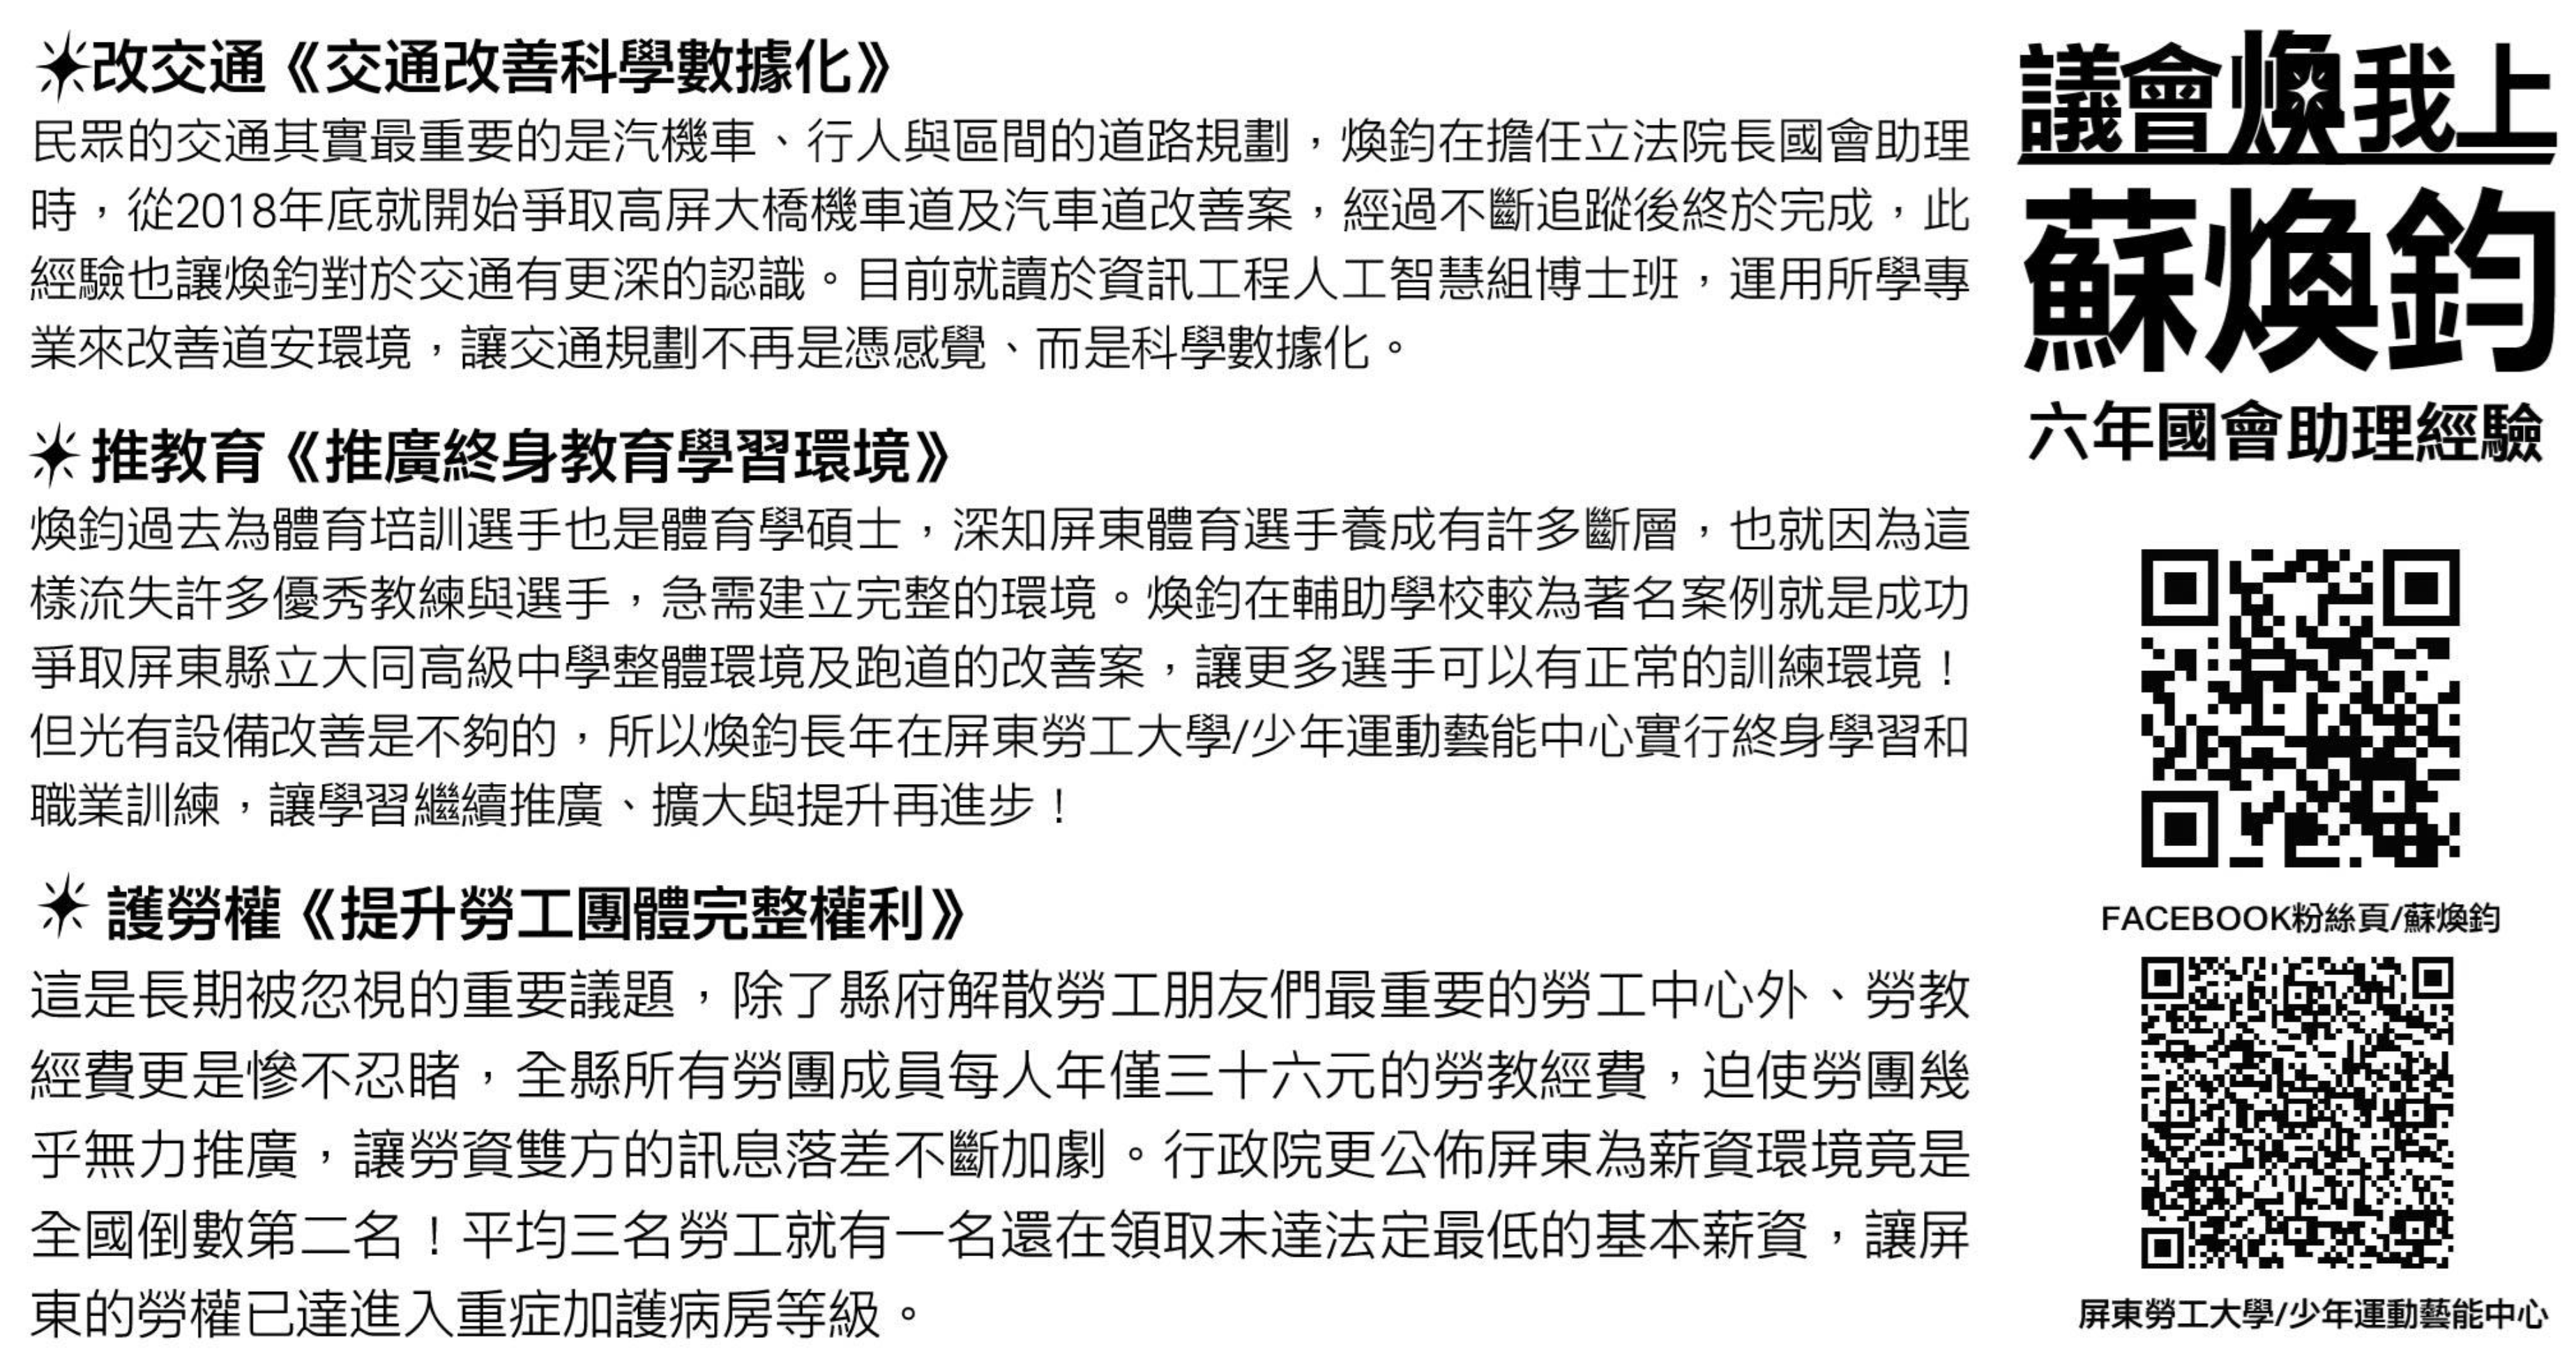 改交通《交通改善科學數據化》
民眾的交通其實最重要的是汽機車、行人與區間的道路規劃，煥鈞在擔任立法院長國會助理
時，從2018年底就開始爭取高屏大橋機車道及汽車道改善案，經過不斷追蹤後終於完成，此
經驗也讓煥鈞對於交通有更深的認識。目前就讀於資訊工程人工智慧組博士班，運用所學專
業來改善道安環境，讓交通規劃不再是憑感覺、而是科學數據化。
推教育《推廣終身教育學習環境》
煥鈞過去為體育培訓選手也是體育學碩士，深知屏東體育選手養成有許多斷層，也就因為這
樣流失許多優秀教練與選手，急需建立完整的環境。煥鈞在輔助學校較為著名案例就是成功
爭取屏東縣立大同高級中學整體環境及跑道的改善案，讓更多選手可以有正常的訓練環境！
但光有設備改善是不夠的，所以煥鈞長年在屏東勞工大學/少年運動藝能中心實行終身學習和
職業訓練，讓學習繼續推廣、擴大與提升再進步！
護勞權《提升勞工團體完整權利》
這是長期被忽視的重要議題，除了縣府解散勞工朋友們最重要的勞工中心外、勞教
經費更是慘不忍睹，全縣所有勞團成員每人年僅三十六元的勞教經費，迫使勞團幾
乎無力推廣，讓勞資雙方的訊息落差不斷加劇。行政院更公佈屏東為薪資環境竟是
全國倒數第二名！平均三名勞工就有一名還在領取未達法定最低的基本薪資，讓屏
東的勞權已達進入重症加護病房等級。
議會煥我上
蘇煥鈞
六年國會助理經驗
FACEBOOK粉絲頁/蘇煥鈞
屏東勞工大學/少年運動藝能中心